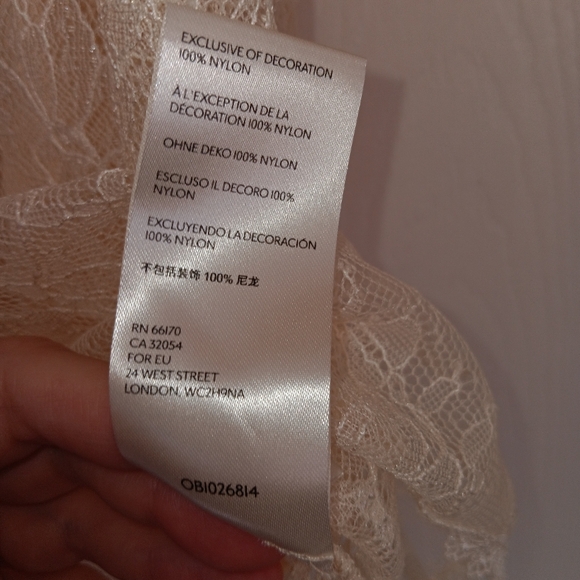 EXCLUSIVE OF DECORATION
100% NYLON
À L'EXCEPTION DE LA
DÉCORATION 100% NYLON
OHNE DEKO 100% NYLON
ESCLUSO IL DECORO 100%
NYLON
EXCLUYENDO LA DECORACIÓN
100% NYLON
不包括装饰 100% 尼龙
RN 66170
CA 32054
FOR EU
24 WEST STREET
LONDON, WC2H9NA
OB1026814